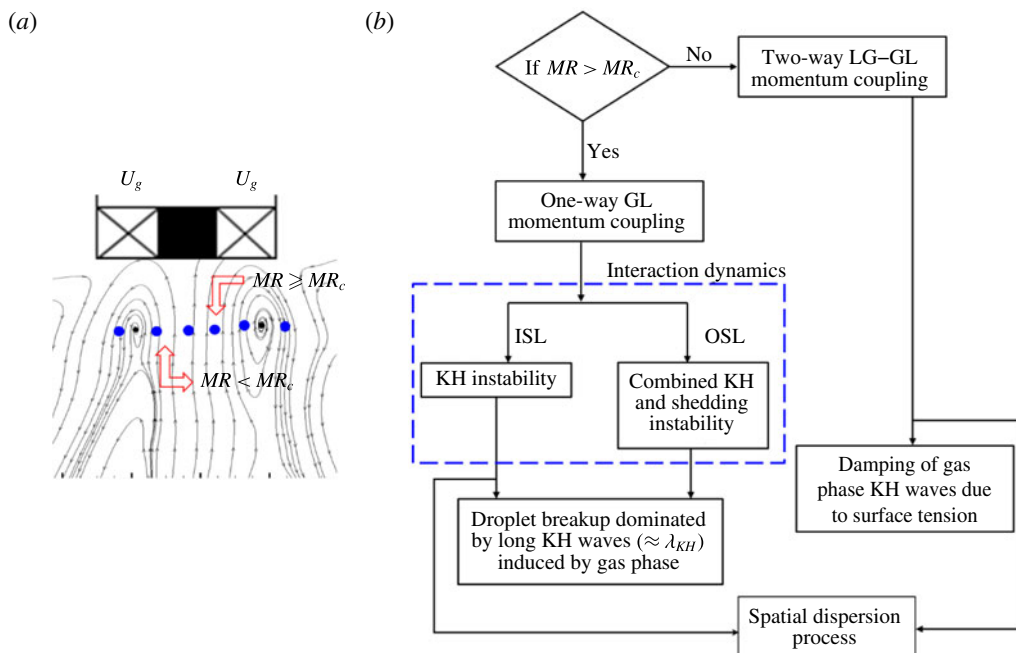 (a)
U_g
U_g
MR ⩾ MR_c
MR < MR_c
(b)
If MR > MR_c
No
Two-way LG–GL
momentum coupling
Yes
One-way GL
momentum coupling
Interaction dynamics
ISL
OSL
KH instability
Combined KH
and shedding
instability
Damping of gas
phase KH waves due
to surface tension
Droplet breakup dominated
by long KH waves (≈ λ_KH)
induced by gas phase
Spatial dispersion
process